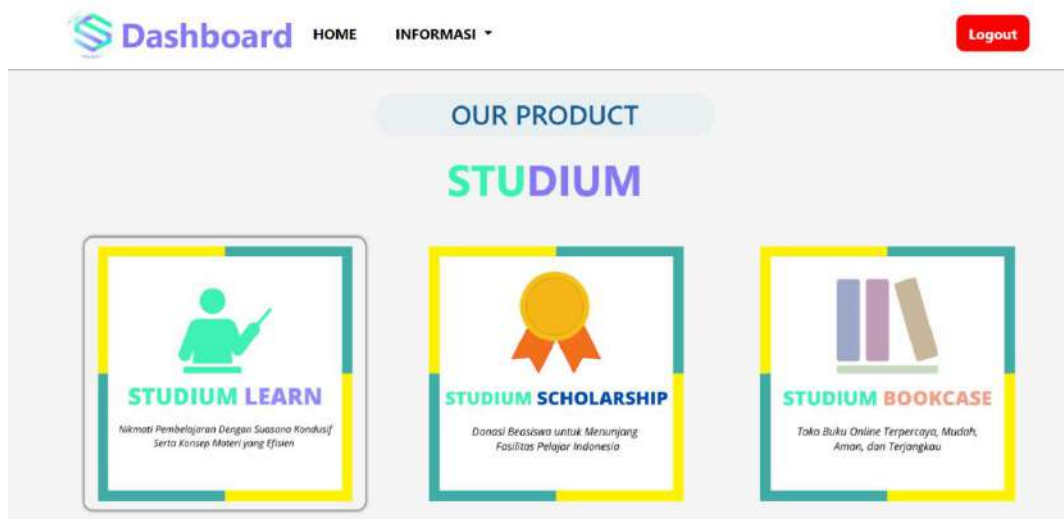 Dashboard HOME INFORMASI Logout
OUR PRODUCT
STUDIUM
STUDIUM LEARN
Nikmati Pembelajaran Dengan Suasana Kondusif
Serta Konsep Materi yang Efisien
STUDIUM SCHOLARSHIP
Donasi Beasiswa untuk Menunjang
Fasilitas Pelajar Indonesia
STUDIUM BOOKCASE
Toko Buku Online Terpercaya, Mudah,
Aman, dan Terjangkau